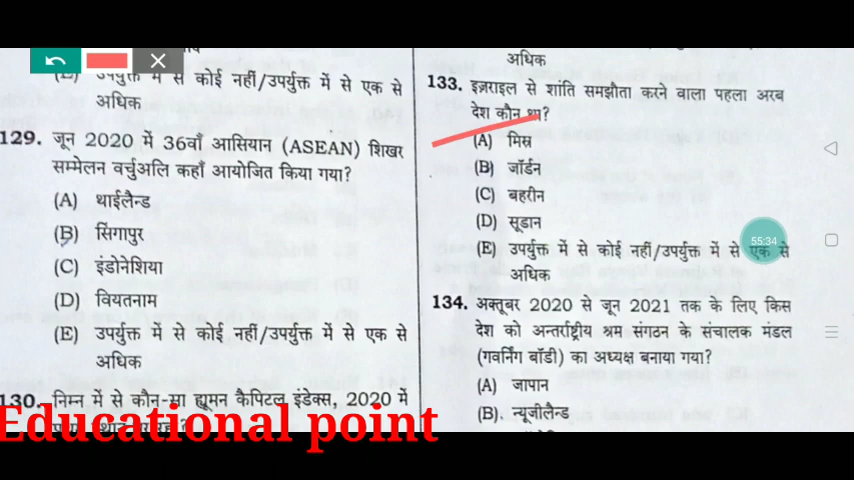 (E) उपर्युक्त में से कोई नहीं/उपर्युक्त में से एक से
अधिक
129. जून 2020 में 36वाँ आसियान (ASEAN) शिखर
सम्मेलन वर्चुअलि कहाँ आयोजित किया गया?
(A) थाईलैन्ड
(B) सिंगापुर
(C) इंडोनेशिया
(D) वियतनाम
(E) उपर्युक्त में से कोई नहीं/उपर्युक्त में से एक से
अधिक
130. निम्न में से कौन-सा ह्यूमन कैपिटल इंडेक्स, 2020 में
अधिक
133. इज़राइल से शांति समझौता करने वाला पहला अरब
देश कौन था?
(A) मिस्र
(B) जॉर्डन
(C) बहरीन
(D) सूडान
(E) उपर्युक्त में से कोई नहीं/उपर्युक्त में से एक से
अधिक
134. अक्तूबर 2020 से जून 2021 तक के लिए किस
देश को अन्तर्राष्ट्रीय श्रम संगठन के संचालक मंडल
(गवर्निंग बॉडी) का अध्यक्ष बनाया गया?
(A) जापान
(B). न्यूज़ीलैन्ड
55:34
Educational point